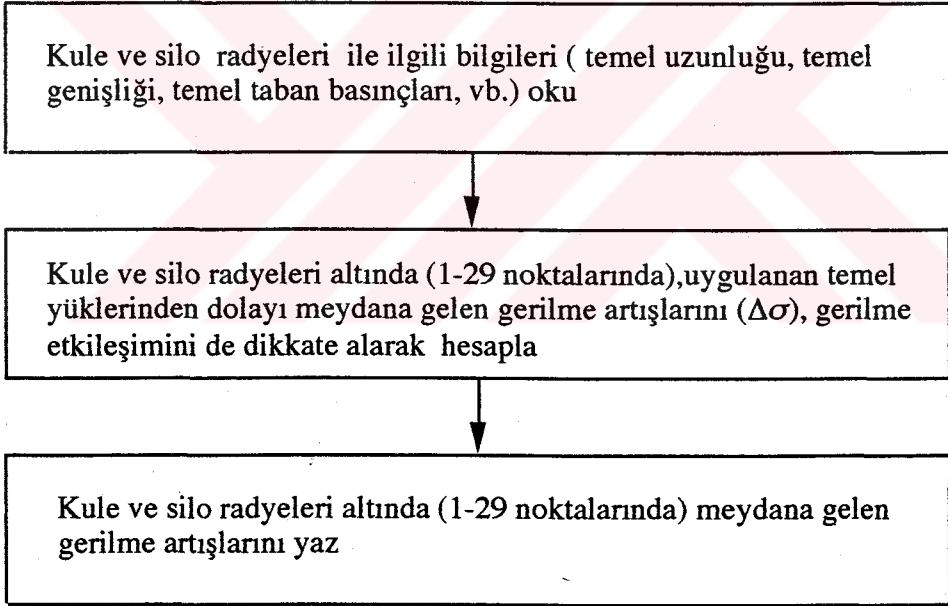 Kule ve silo radyeleri ile ilgili bilgileri ( temel uzunluğu, temel
genişliği, temel taban basınçları, vb.) oku
Kule ve silo radyeleri altında (1-29 noktalarında),uygulanan temel
yüklerinden dolayı meydana gelen gerilme artışlarını (Δσ), gerilme
etkileşimini de dikkate alarak hesapla
Kule ve silo radyeleri altında (1-29 noktalarında) meydana gelen
gerilme artışlarını yaz